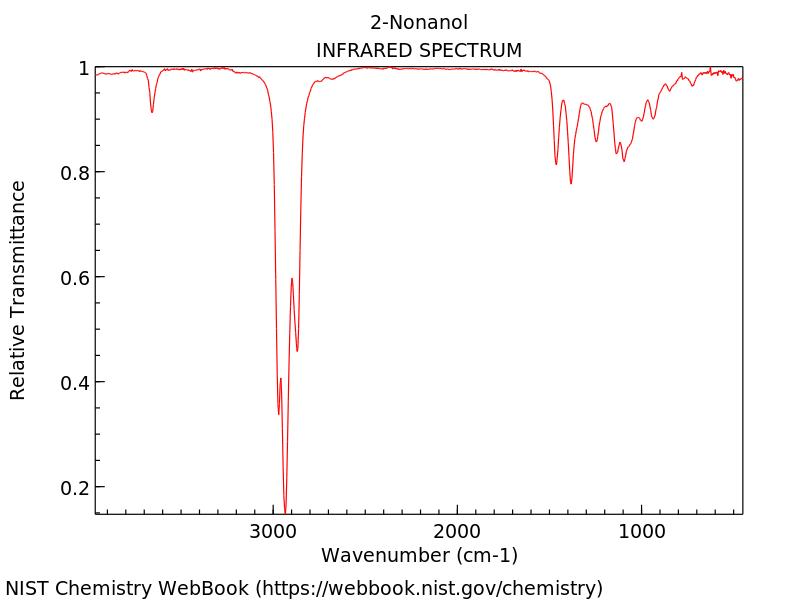 2-Nonanol
INFRARED SPECTRUM
1
0.8
0.6
0.4
0.2
Relative Transmittance
3000 2000 1000
Wavenumber (cm-1)
NIST Chemistry WebBook (https://webbook.nist.gov/chemistry)